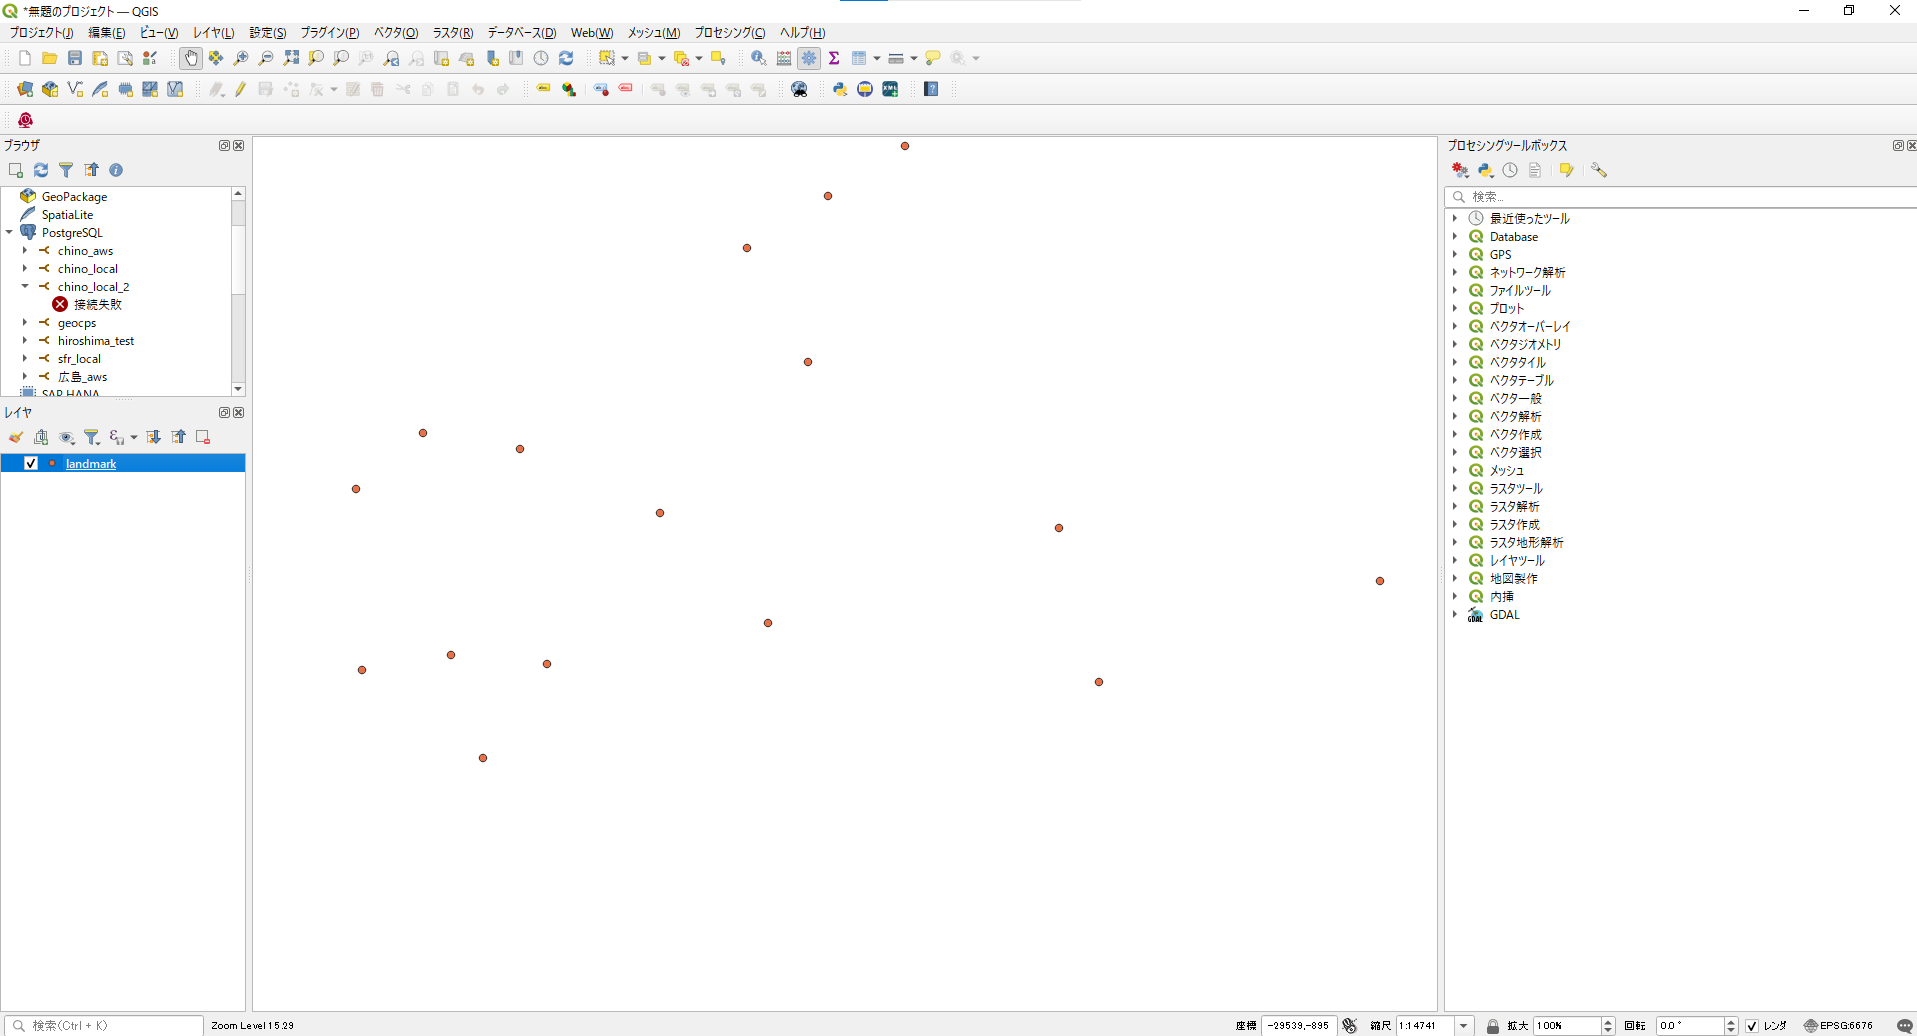 *無題のプロジェクト — QGIS
プロジェクト(J) 編集(E) ビュー(V) レイヤ(L) 設定(S) プラグイン(P) ベクタ(O) ラスタ(R) データベース(D) Web(W) メッシュ(M) プロセシング(C) ヘルプ(H)
ブラウザ
GeoPackage
SpatiaLite
PostgreSQL
chino_aws
chino_local
chino_local_2
接続失敗
geocps
hiroshima_test
sfr_local
広島_aws
SAP HANA
レイヤ
landmark
プロセシングツールボックス
検索...
最近使ったツール
Database
GPS
ネットワーク解析
ファイルツール
プロット
ベクタオーバーレイ
ベクタジオメトリ
ベクタタイル
ベクタテーブル
ベクタ一般
ベクタ解析
ベクタ作成
ベクタ選択
メッシュ
ラスタツール
ラスタ解析
ラスタ作成
ラスタ地形解析
レイヤツール
地図製作
内挿
GDAL
検索(Ctrl + K) Zoom Level 15.29 座標 -29539,-895 縮尺 1:14741 拡大 100% 回転 0.0 ° レンダ EPSG:6676